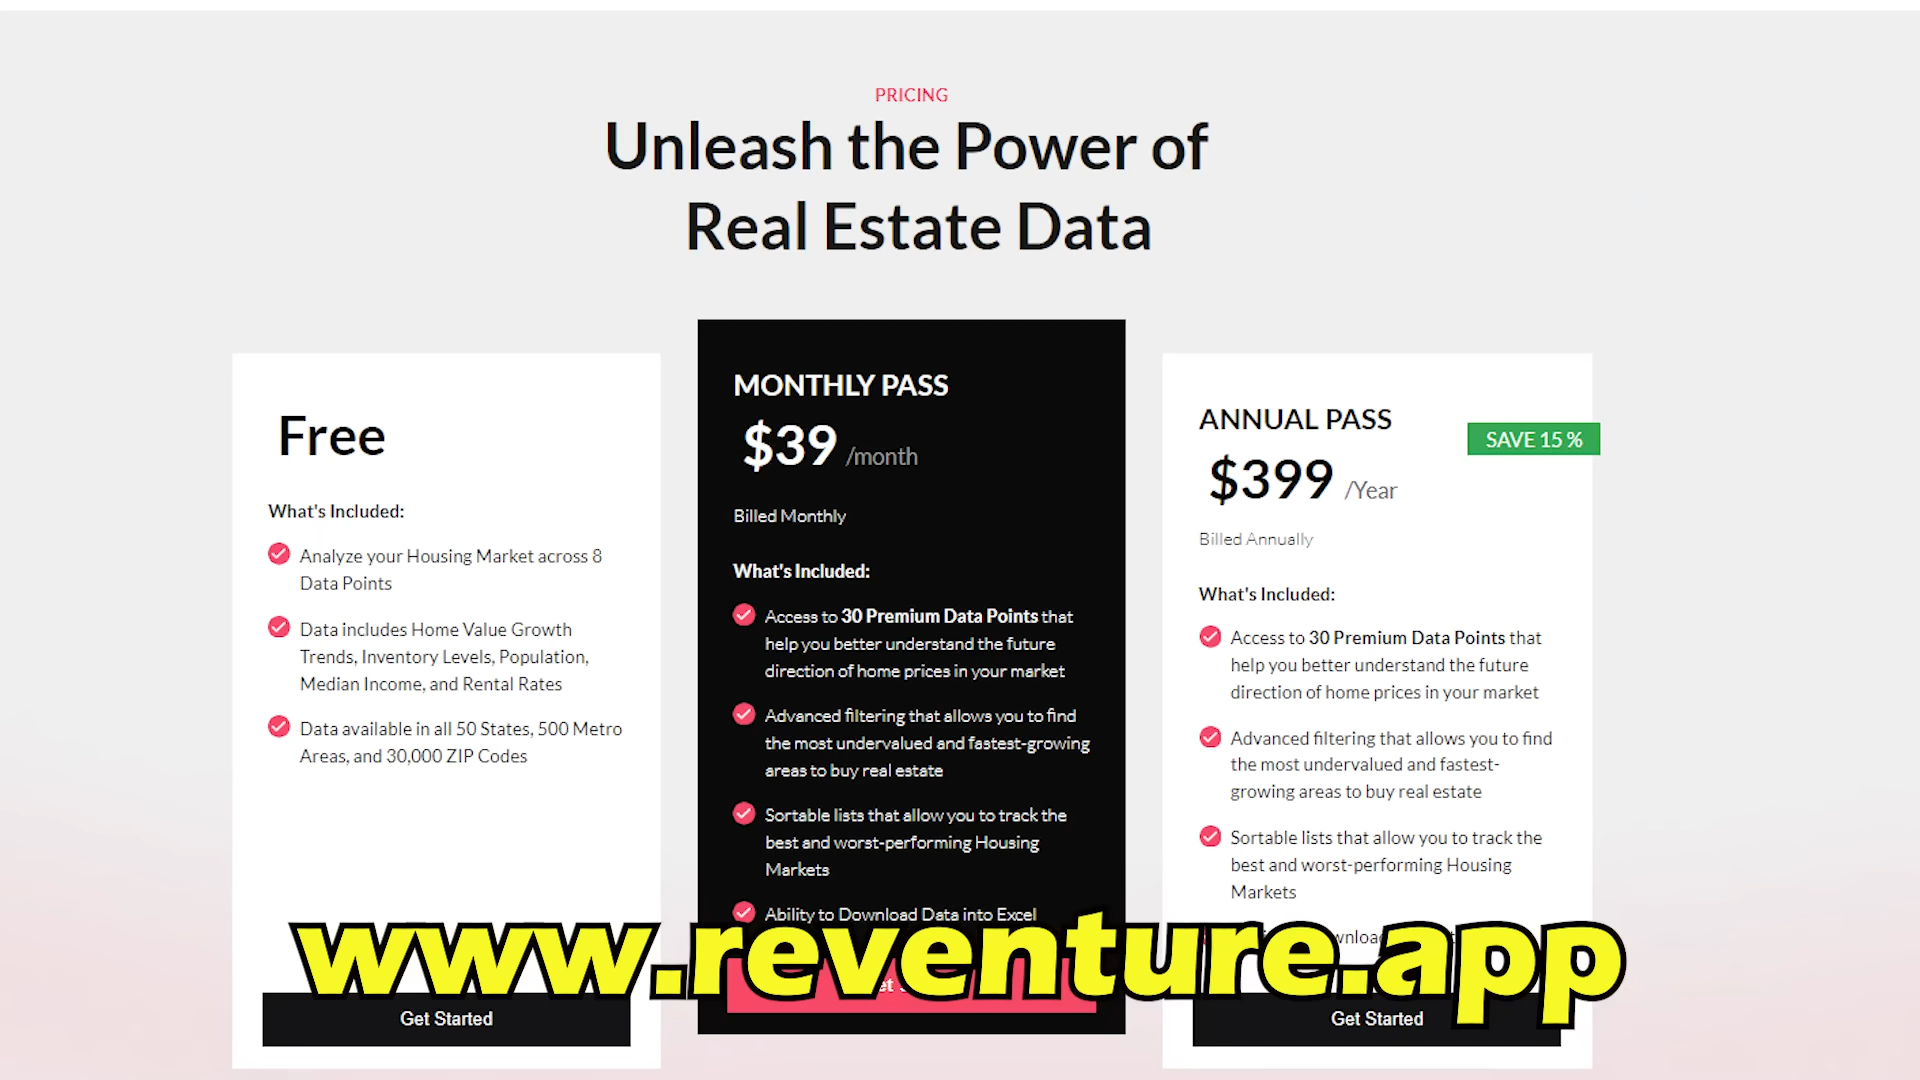 PRICING
Unleash the Power of
Real Estate Data
Free
What's Included:
Analyze your Housing Market across 8
Data Points
Data includes Home Value Growth
Trends, Inventory Levels, Population,
Median Income, and Rental Rates
Data available in all 50 States, 500 Metro
Areas, and 30,000 ZIP Codes
Get Started
MONTHLY PASS
$39 /month
Billed Monthly
What's Included:
Access to 30 Premium Data Points that
help you better understand the future
direction of home prices in your market
Advanced filtering that allows you to find
the most undervalued and fastest-growing
areas to buy real estate
Sortable lists that allow you to track the
best and worst-performing Housing
Markets
Ability to Download Data into Excel
ANNUAL PASS
SAVE 15 %
$399 /Year
Billed Annually
What's Included:
Access to 30 Premium Data Points that
help you better understand the future
direction of home prices in your market
Advanced filtering that allows you to find
the most undervalued and fastest-
growing areas to buy real estate
Sortable lists that allow you to track the
best and worst-performing Housing
Markets
Get Started
www.reventure.app